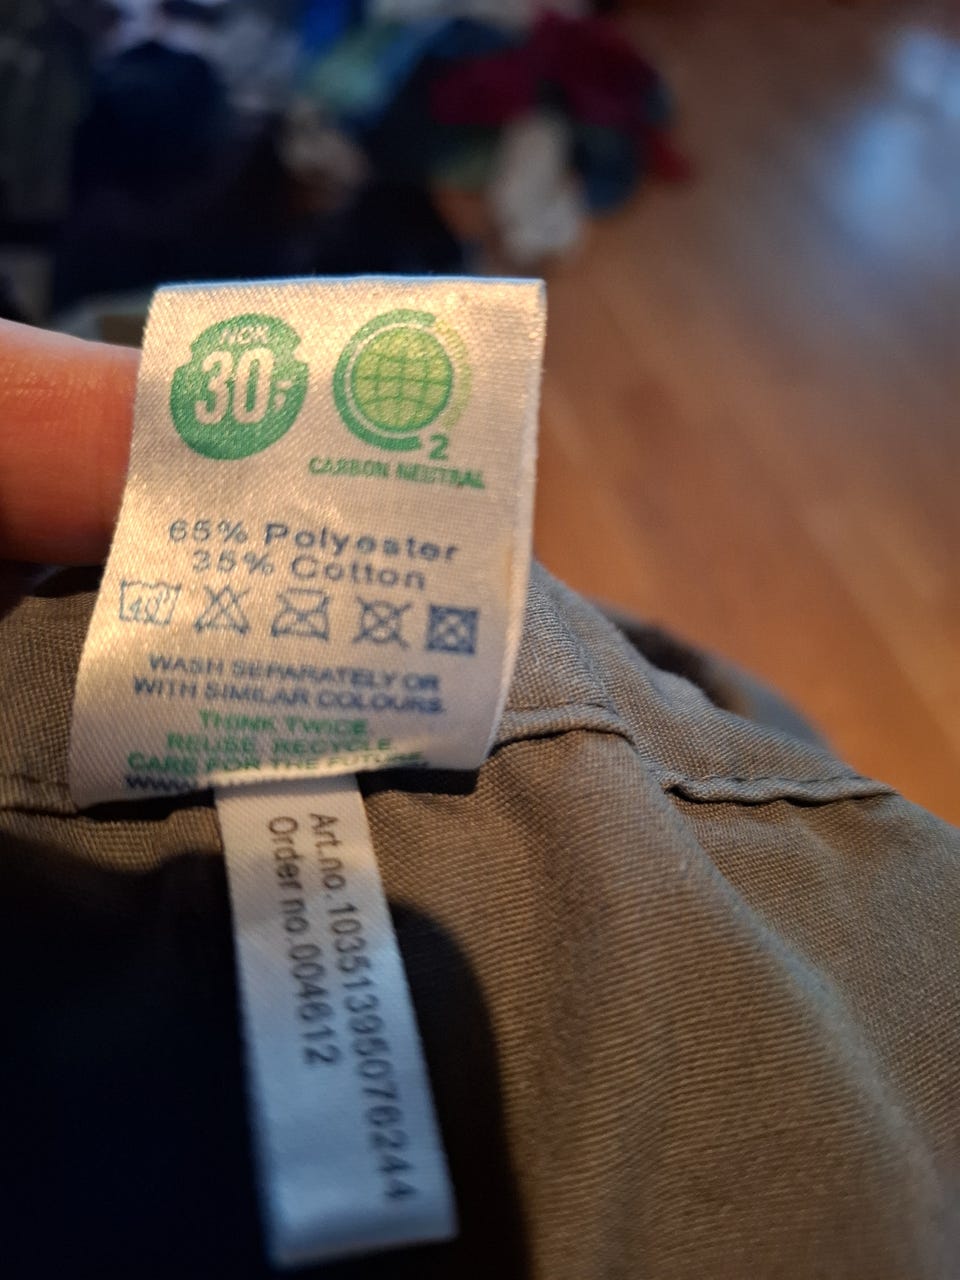 30
2
CARBON NEUTRAL
65% Polyester
35% Cotton
40°
WASH SEPARATELY OR
WITH SIMILAR COLOURS.
THINK TWICE
REUSE. RECYCLE
CARE FOR THE FUTURE.
Art.no.10351395076244
Order no.004612